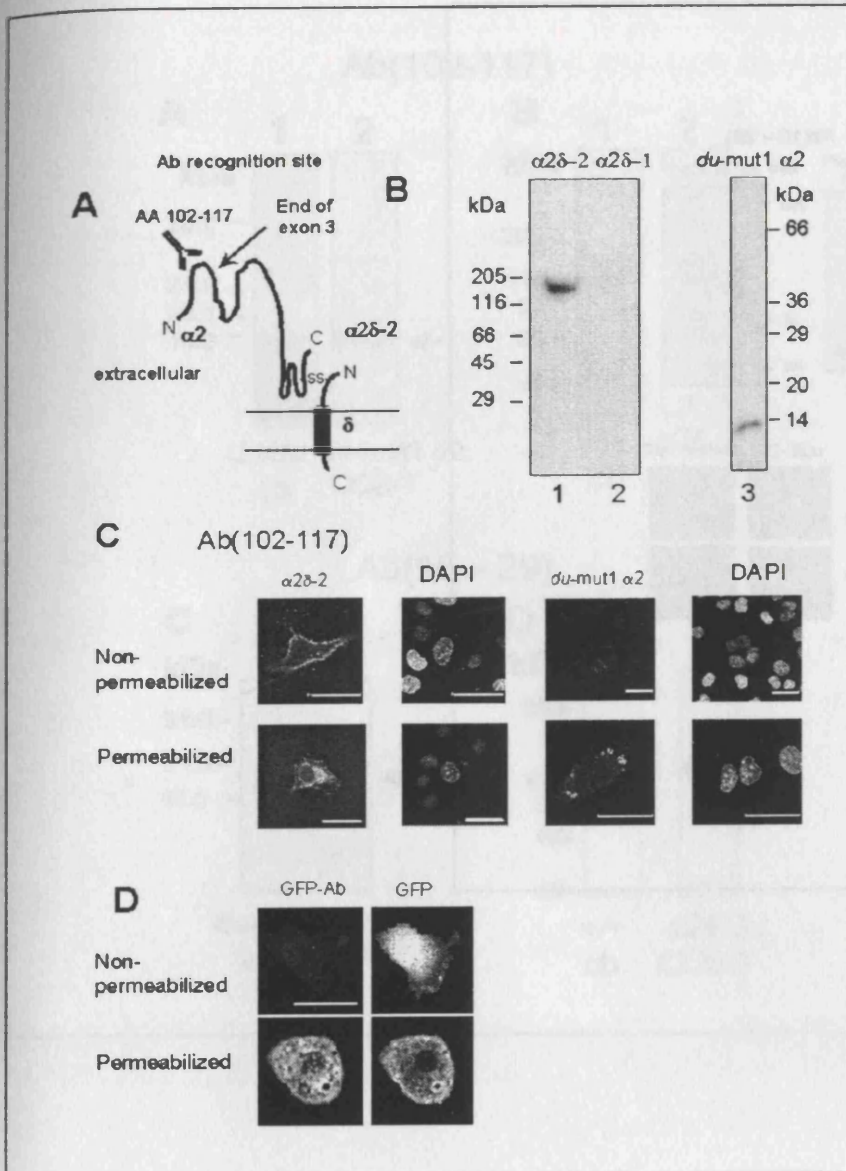 Ab recognition site
A
AA 102-117
End of
exon 3
N
α2
C
α2δ-2
ss
N
extracellular
δ
C
B
α2δ-2 α2δ-1
du-mut1 α2
kDa
205
116
66
45
29
kDa
66
36
29
20
14
1
2
3
C
Ab(102-117)
α2δ-2
DAPI
du-mut1 α2
DAPI
Non-
permeabilized
Permeabilized
D
GFP-Ab
GFP
Non-
permeabilized
Permeabilized